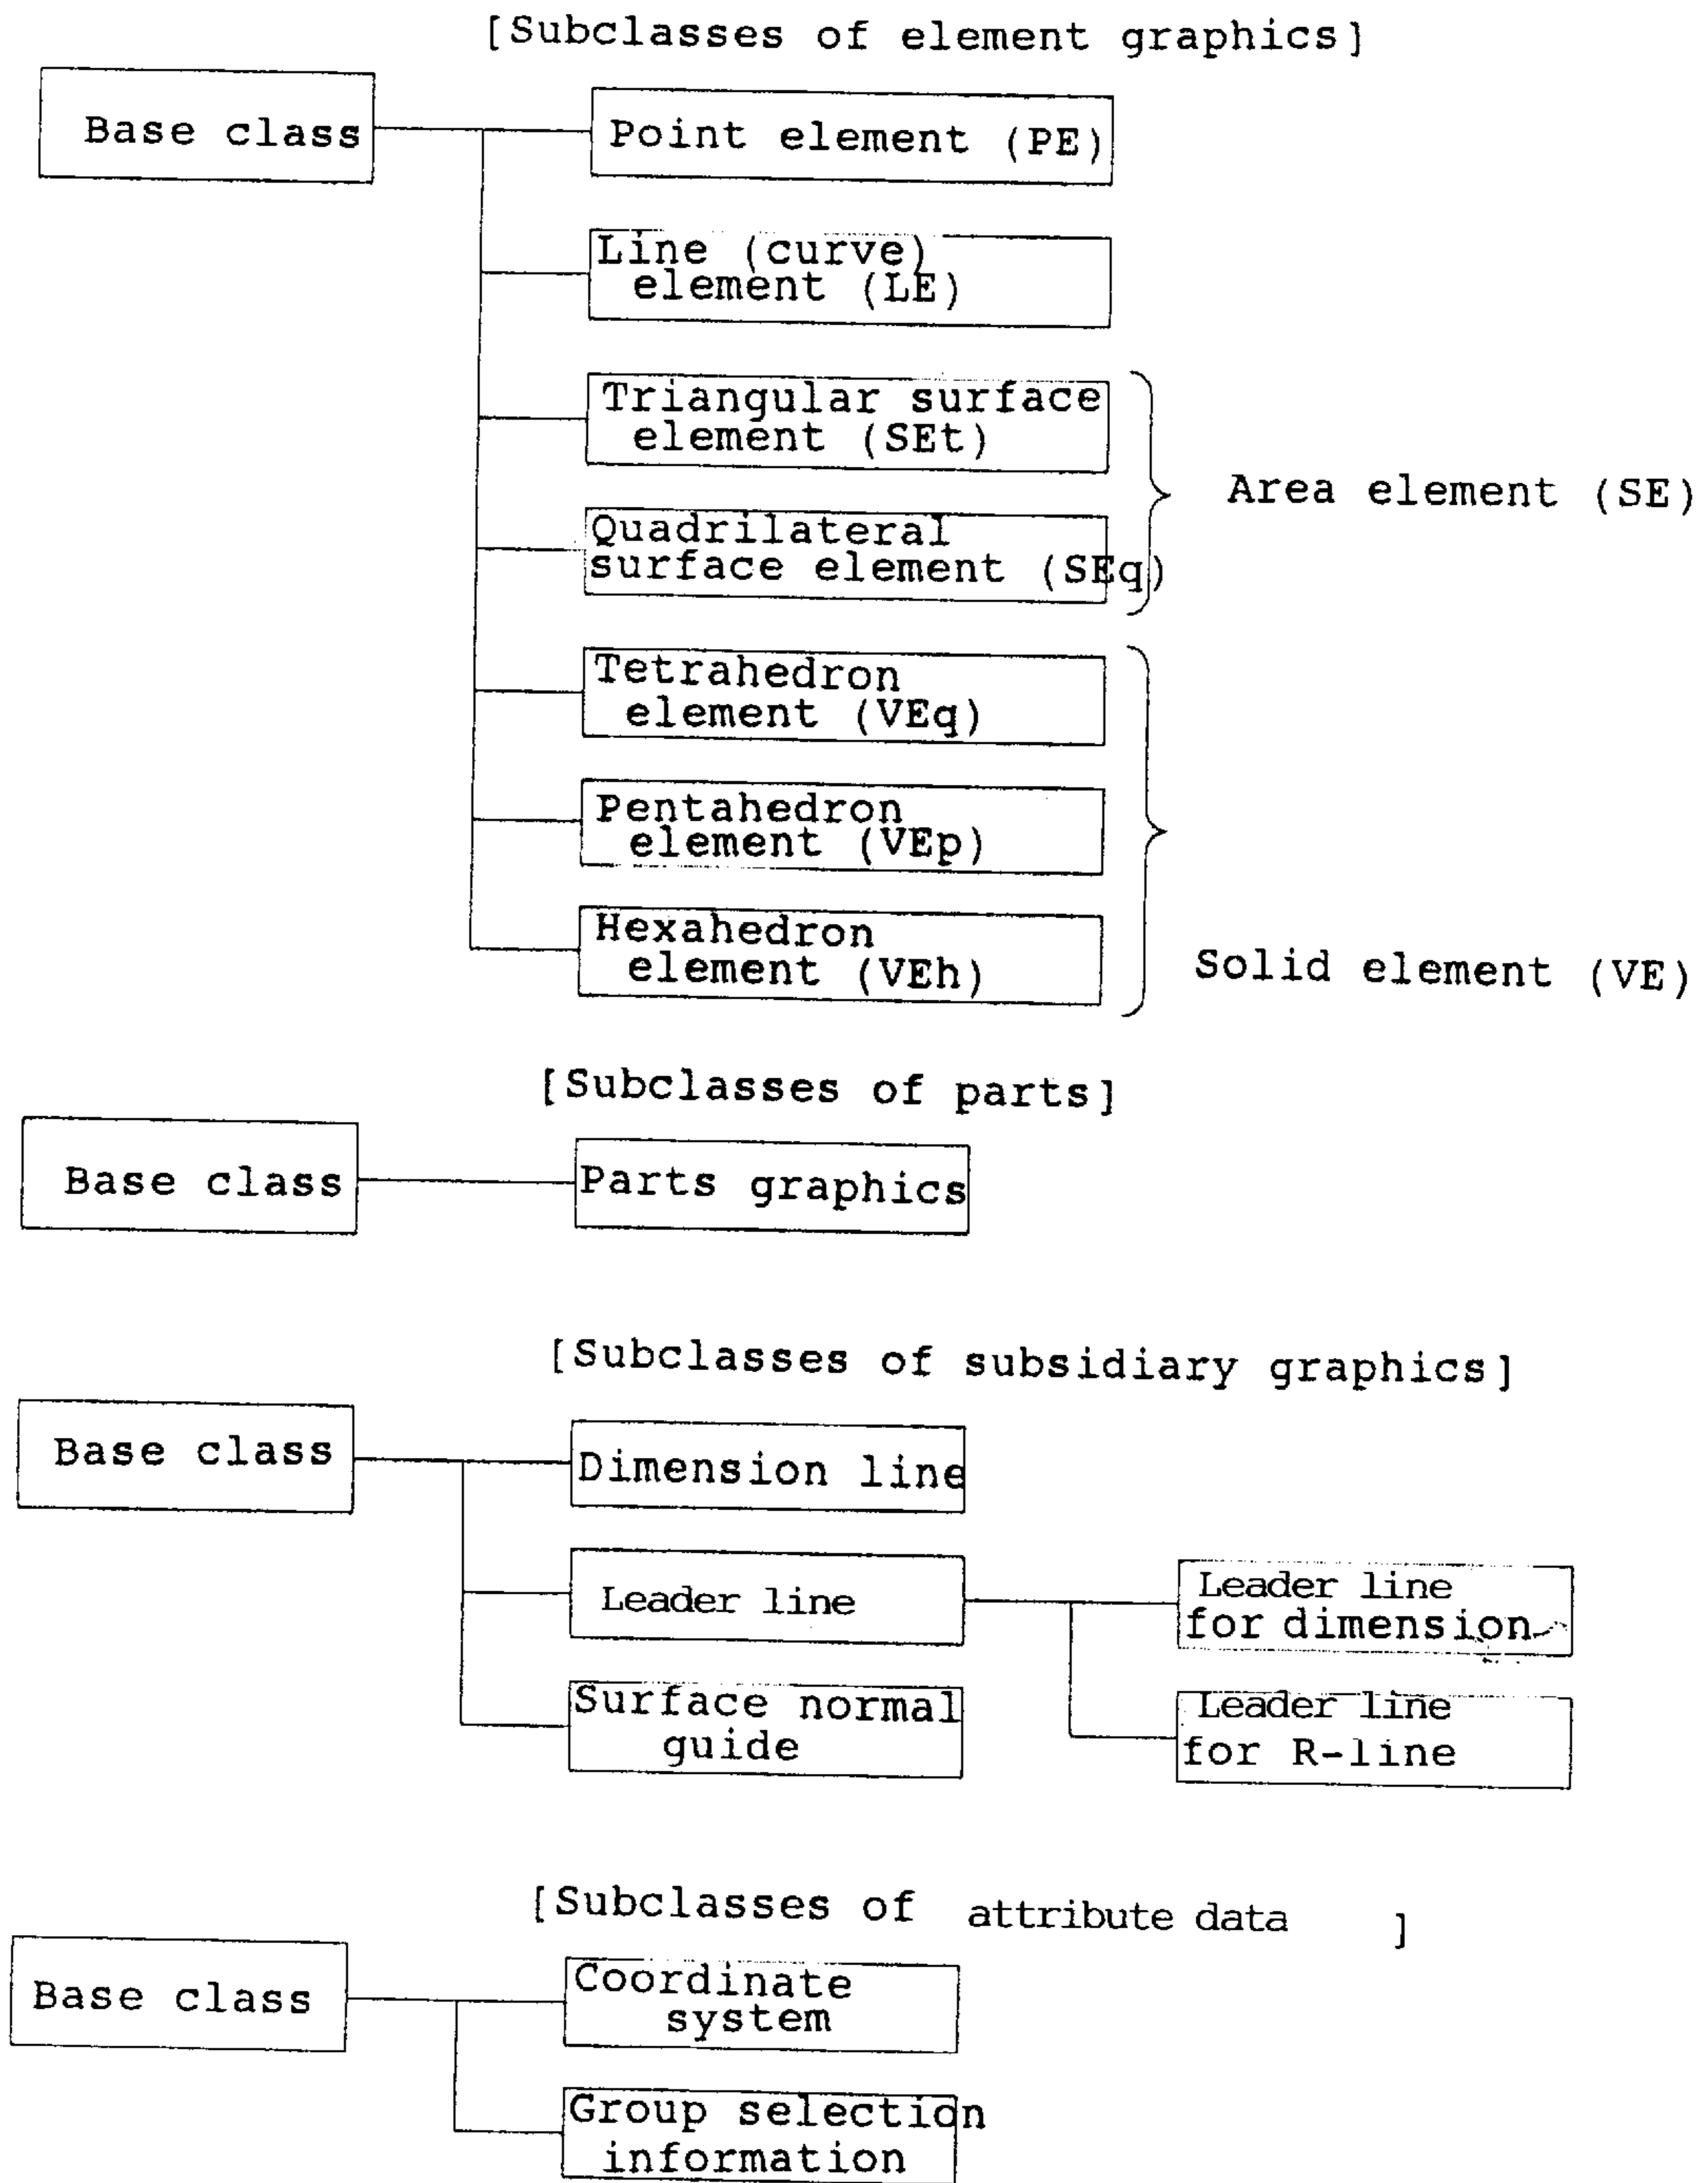 [Subclasses of element graphics]
Base class
Point element (PE)
Line (curve)
element (LE)
Triangular surface
element (SEt)
Quadrilateral
surface element (SEq)
Area element (SE)
Tetrahedron
element (VEq)
Pentahedron
element (VEp)
Hexahedron
element (VEh)
Solid element (VE)
[Subclasses of parts]
Base class
Parts graphics
[Subclasses of subsidiary graphics]
Base class
Dimension line
Leader line
Leader line
for dimension
Surface normal
guide
Leader line
for R-line
[Subclasses of attribute data ]
Base class
Coordinate
system
Group selection
information